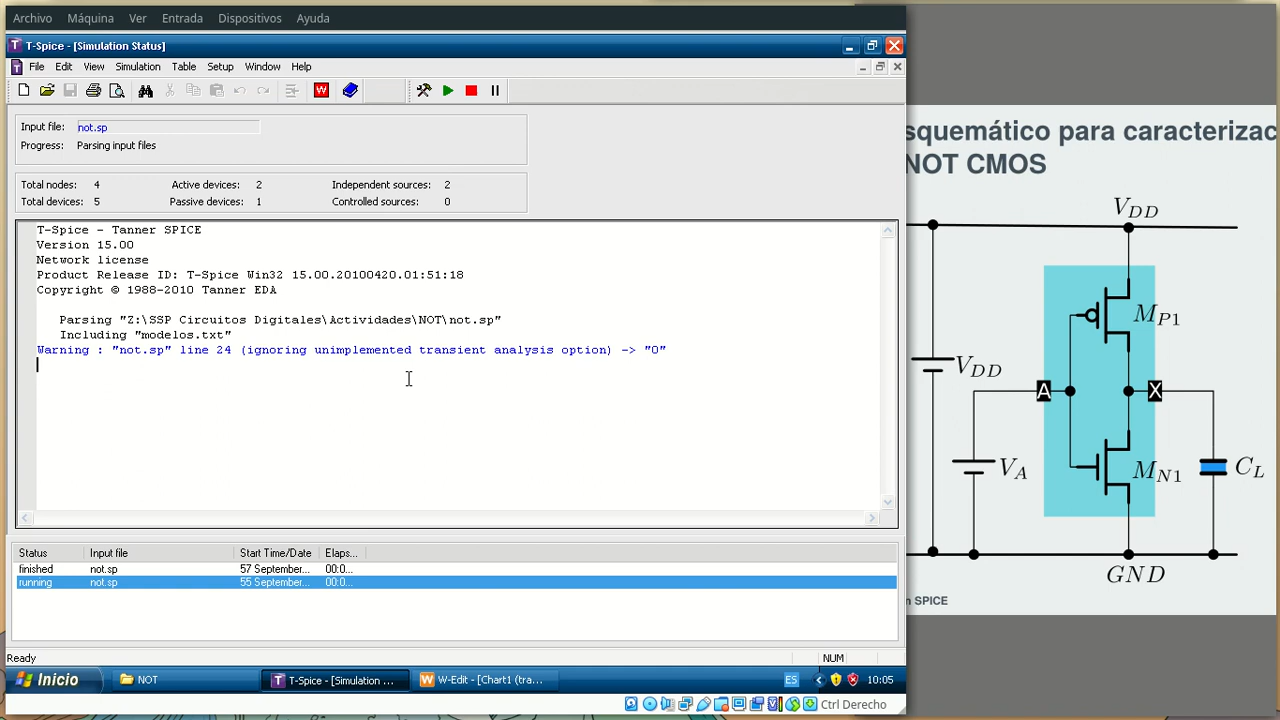 Archivo Máquina Ver Entrada Dispositivos Ayuda
T-Spice - [Simulation Status]
File Edit View Simulation Table Setup Window Help
Input file: not.sp
Progress: Parsing input files
Total nodes: 4 Active devices: 2 Independent sources: 2
Total devices: 5 Passive devices: 1 Controlled sources: 0
T-Spice - Tanner SPICE
Version 15.00
Network license
Product Release ID: T-Spice Win32 15.00.20100420.01:51:18
Copyright © 1988-2010 Tanner EDA
Parsing "Z:\SSP Circuitos Digitales\Actividades\NOT\not.sp"
Including "modelos.txt"
Warning : "not.sp" line 24 (ignoring unimplemented transient analysis option) -> "0"
Status Input file Start Time/Date Elaps...
finished not.sp 57 September... 00:0...
running not.sp 55 September... 00:0...
Ready NUM
Inicio NOT T-Spice - [Simulation ... W-Edit - [Chart1 (tra... ES 10:05
Ctrl Derecho
squemático para caracterizac
NOT CMOS
VDD
MP1
VDD
A X
VA MN1 CL
GND
n SPICE